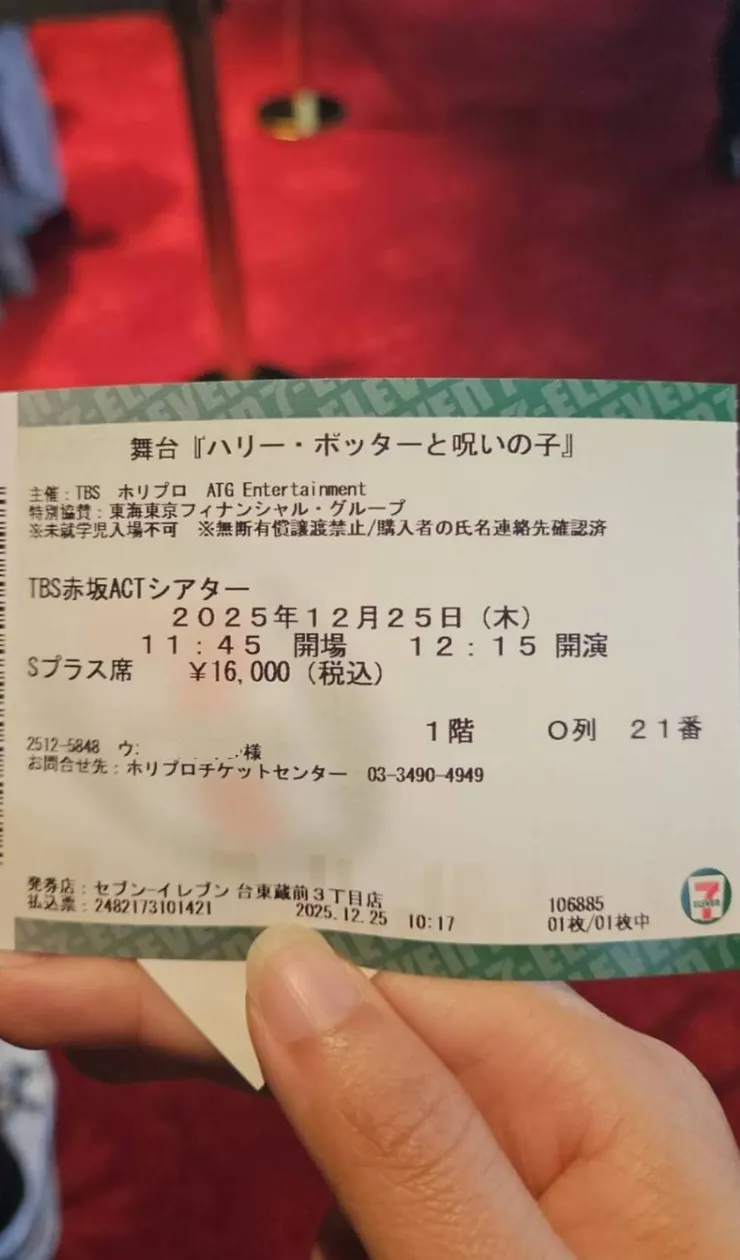 7-ELEVEN 7-ELEVEN
舞台『ハリー・ポッターと呪いの子』
主催：TBS ホリプロ ATG Entertainment
特別協賛：東海東京フィナンシャル・グループ
※未就学児入場不可 ※無断有償譲渡禁止/購入者の氏名連絡先確認済
TBS赤坂ACTシアター
2025年12月25日（木）
11：45 開場 12：15 開演
Sプラス席 ¥16,000（税込）
1階 O列 21番
2512-5848 ウ: 様
お問合せ先：ホリプロチケットセンター 03-3490-4949
発券店：セブン-イレブン 台東蔵前3丁目店
払込票：2482173101421 2025.12.25 10:17
106885
01枚/01枚中
7 ELEVEN